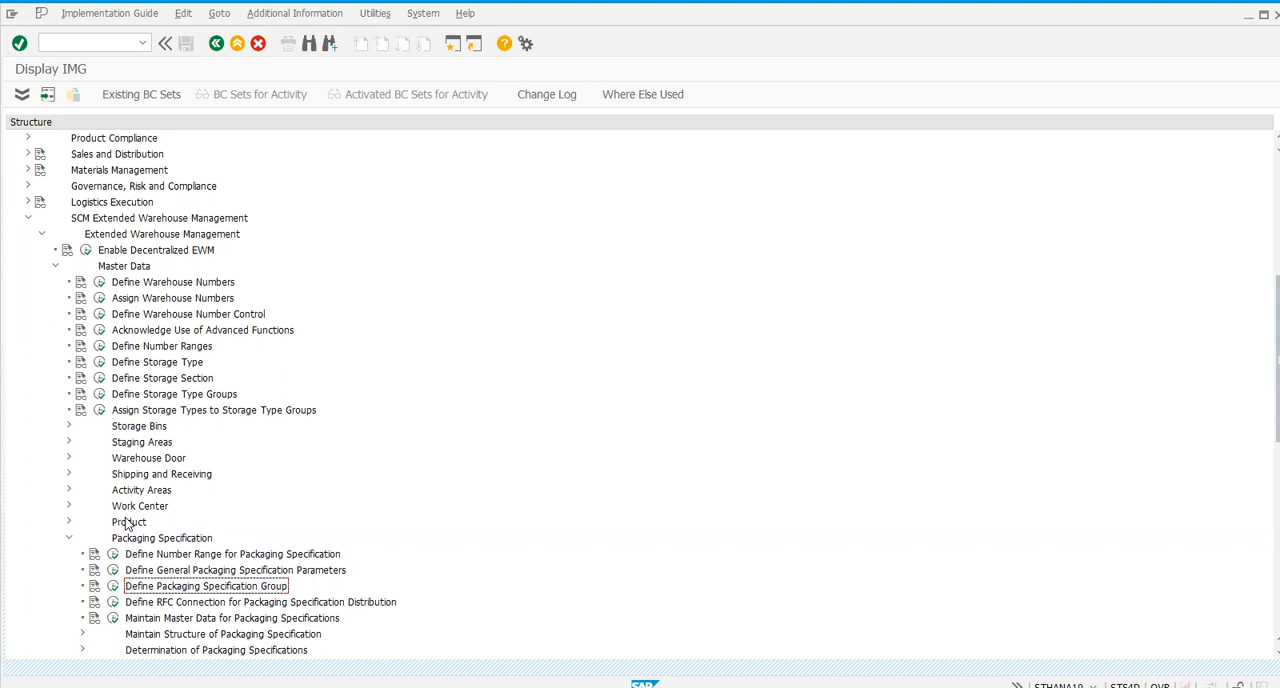 Implementation Guide Edit Goto Additional Information Utilities System Help
Display IMG
Existing BC Sets BC Sets for Activity Activated BC Sets for Activity Change Log Where Else Used
Structure
Product Compliance
Sales and Distribution
Materials Management
Governance, Risk and Compliance
Logistics Execution
SCM Extended Warehouse Management
Extended Warehouse Management
Enable Decentralized EWM
Master Data
Define Warehouse Numbers
Assign Warehouse Numbers
Define Warehouse Number Control
Acknowledge Use of Advanced Functions
Define Number Ranges
Define Storage Type
Define Storage Section
Define Storage Type Groups
Assign Storage Types to Storage Type Groups
Storage Bins
Staging Areas
Warehouse Door
Shipping and Receiving
Activity Areas
Work Center
Product
Packaging Specification
Define Number Range for Packaging Specification
Define General Packaging Specification Parameters
Define Packaging Specification Group
Define RFC Connection for Packaging Specification Distribution
Maintain Master Data for Packaging Specifications
Maintain Structure of Packaging Specification
Determination of Packaging Specifications
SAP STHANA19 STS4D OVR